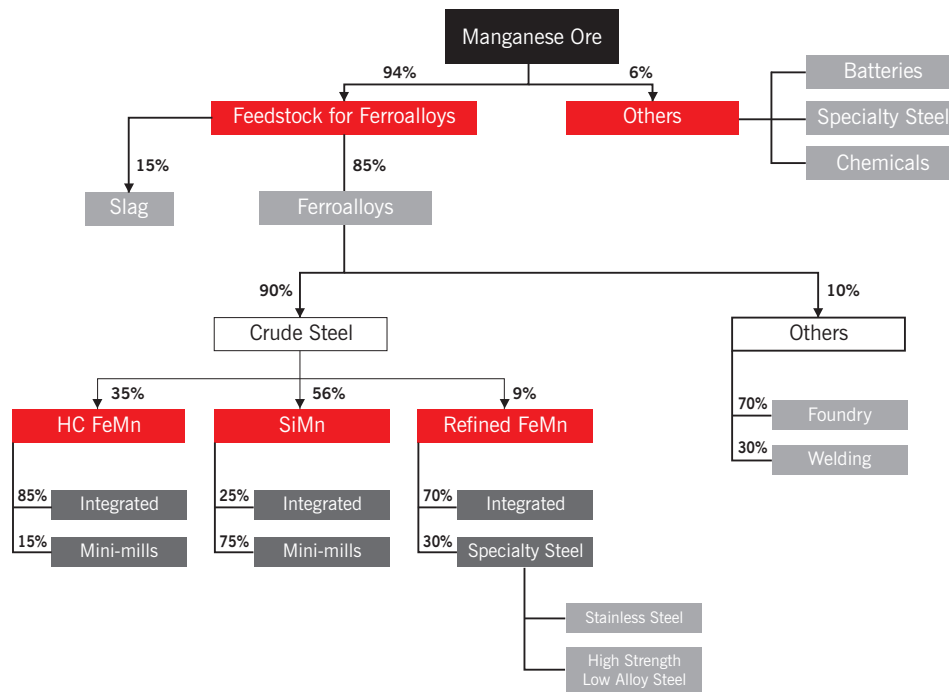 Manganese Ore
94%
6%
Batteries
Feedstock for Ferroalloys
Others
Specialty Steel
Chemicals
15%
85%
Slag
Ferroalloys
90%
10%
Crude Steel
Others
35%
56%
9%
HC FeMn
SiMn
Refined FeMn
70%
Foundry
30%
Welding
85%
Integrated
25%
Integrated
70%
Integrated
15%
Mini-mills
75%
Mini-mills
30%
Specialty Steel
Stainless Steel
High Strength
Low Alloy Steel